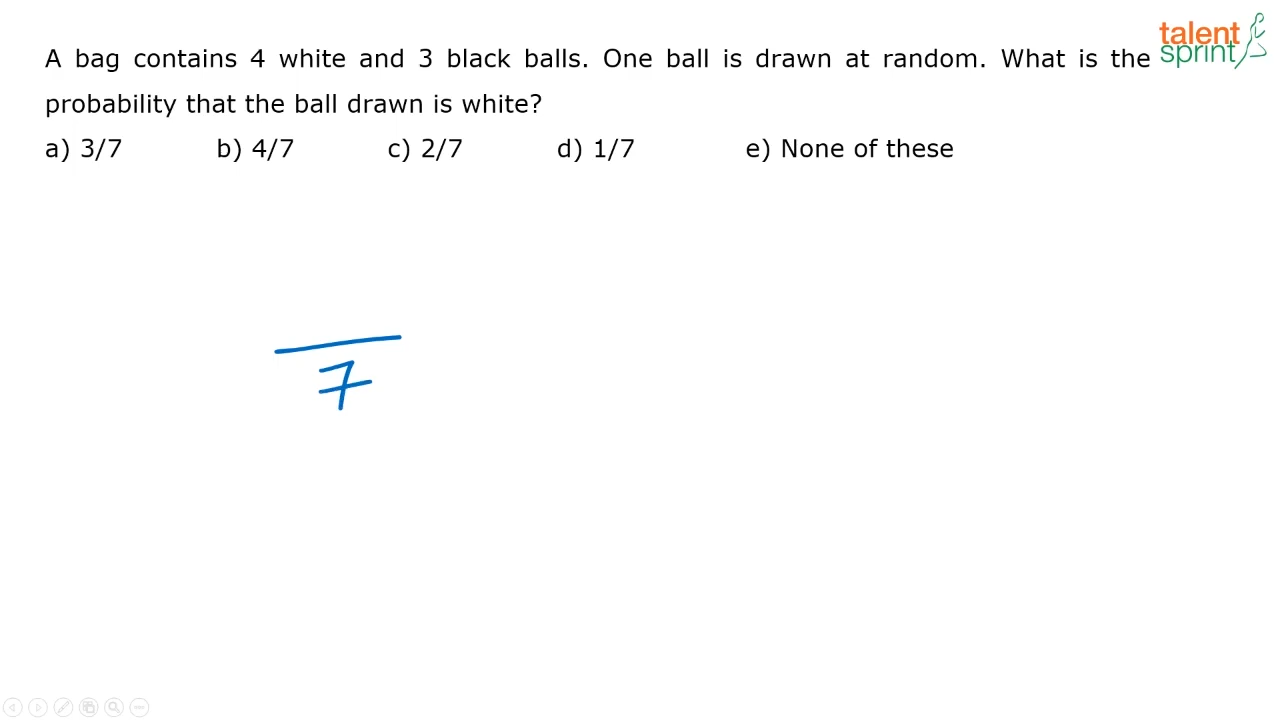 talent
sprint
A bag contains 4 white and 3 black balls. One ball is drawn at random. What is the
probability that the ball drawn is white?
a) 3/7 b) 4/7 c) 2/7 d) 1/7 e) None of these
7